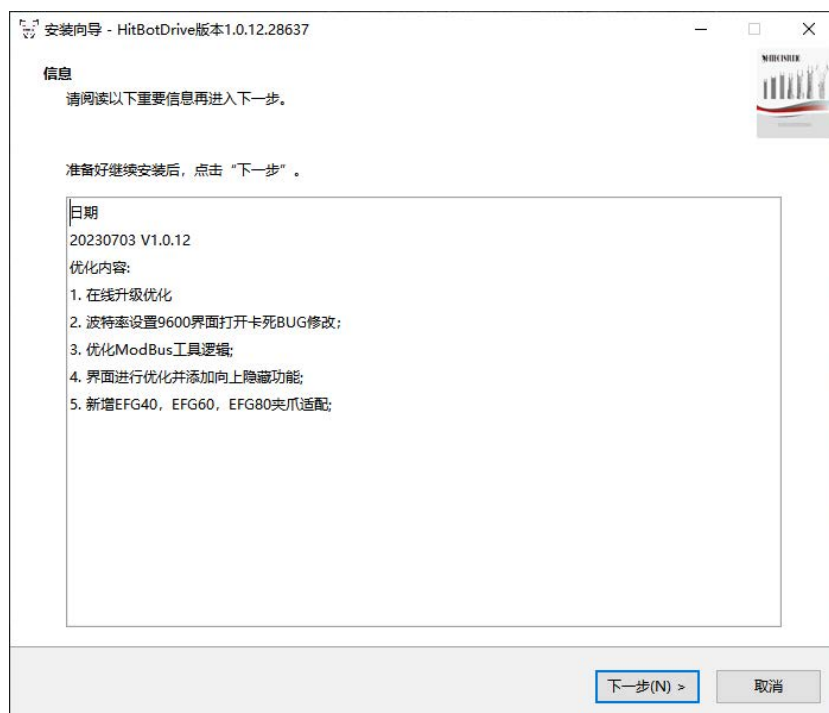 安装向导 - HitBotDrive版本1.0.12.28637
信息
请阅读以下重要信息再进入下一步。
准备好继续安装后，点击“下一步”。
日期
20230703 V1.0.12
优化内容:
1. 在线升级优化
2. 波特率设置9600界面打开卡死BUG修改；
3. 优化ModBus工具逻辑;
4. 界面进行优化并添加向上隐藏功能;
5. 新增EFG40，EFG60，EFG80夹爪适配;
下一步(N) >
取消